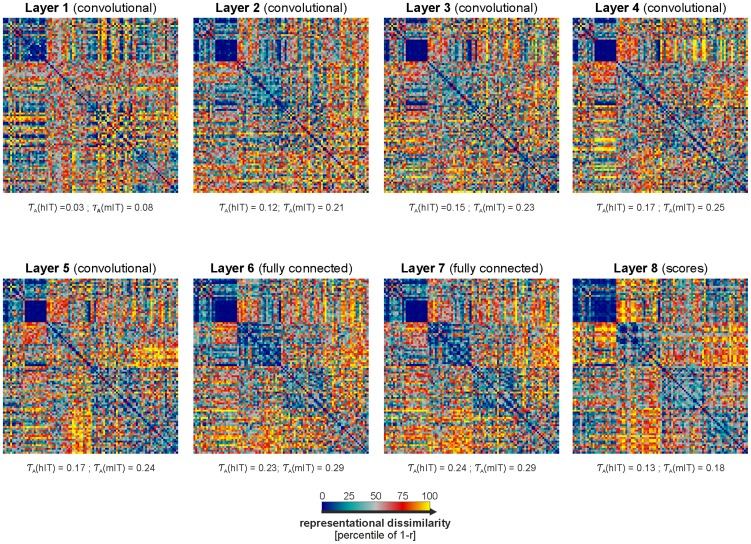 Layer 1 (convolutional)
Layer 2 (convolutional)
Layer 3 (convolutional)
Layer 4 (convolutional)
τA(hIT) =0.03 ; τA(mIT) = 0.08
τA(hIT) = 0.12; τA(mIT) = 0.21
τA(hIT) =0.15 ; τA(mIT) = 0.23
τA(hIT) = 0.17 ; τA(mIT) = 0.25
Layer 5 (convolutional)
Layer 6 (fully connected)
Layer 7 (fully connected)
Layer 8 (scores)
τA(hIT) = 0.17 ; τA(mIT) = 0.24
τA(hIT) = 0.23; τA(mIT) = 0.29
τA(hIT) = 0.24 ; τA(mIT) = 0.29
τA(hIT) = 0.13 ; τA(mIT) = 0.18
0 25 50 75 100
representational dissimilarity
[percentile of 1-r]